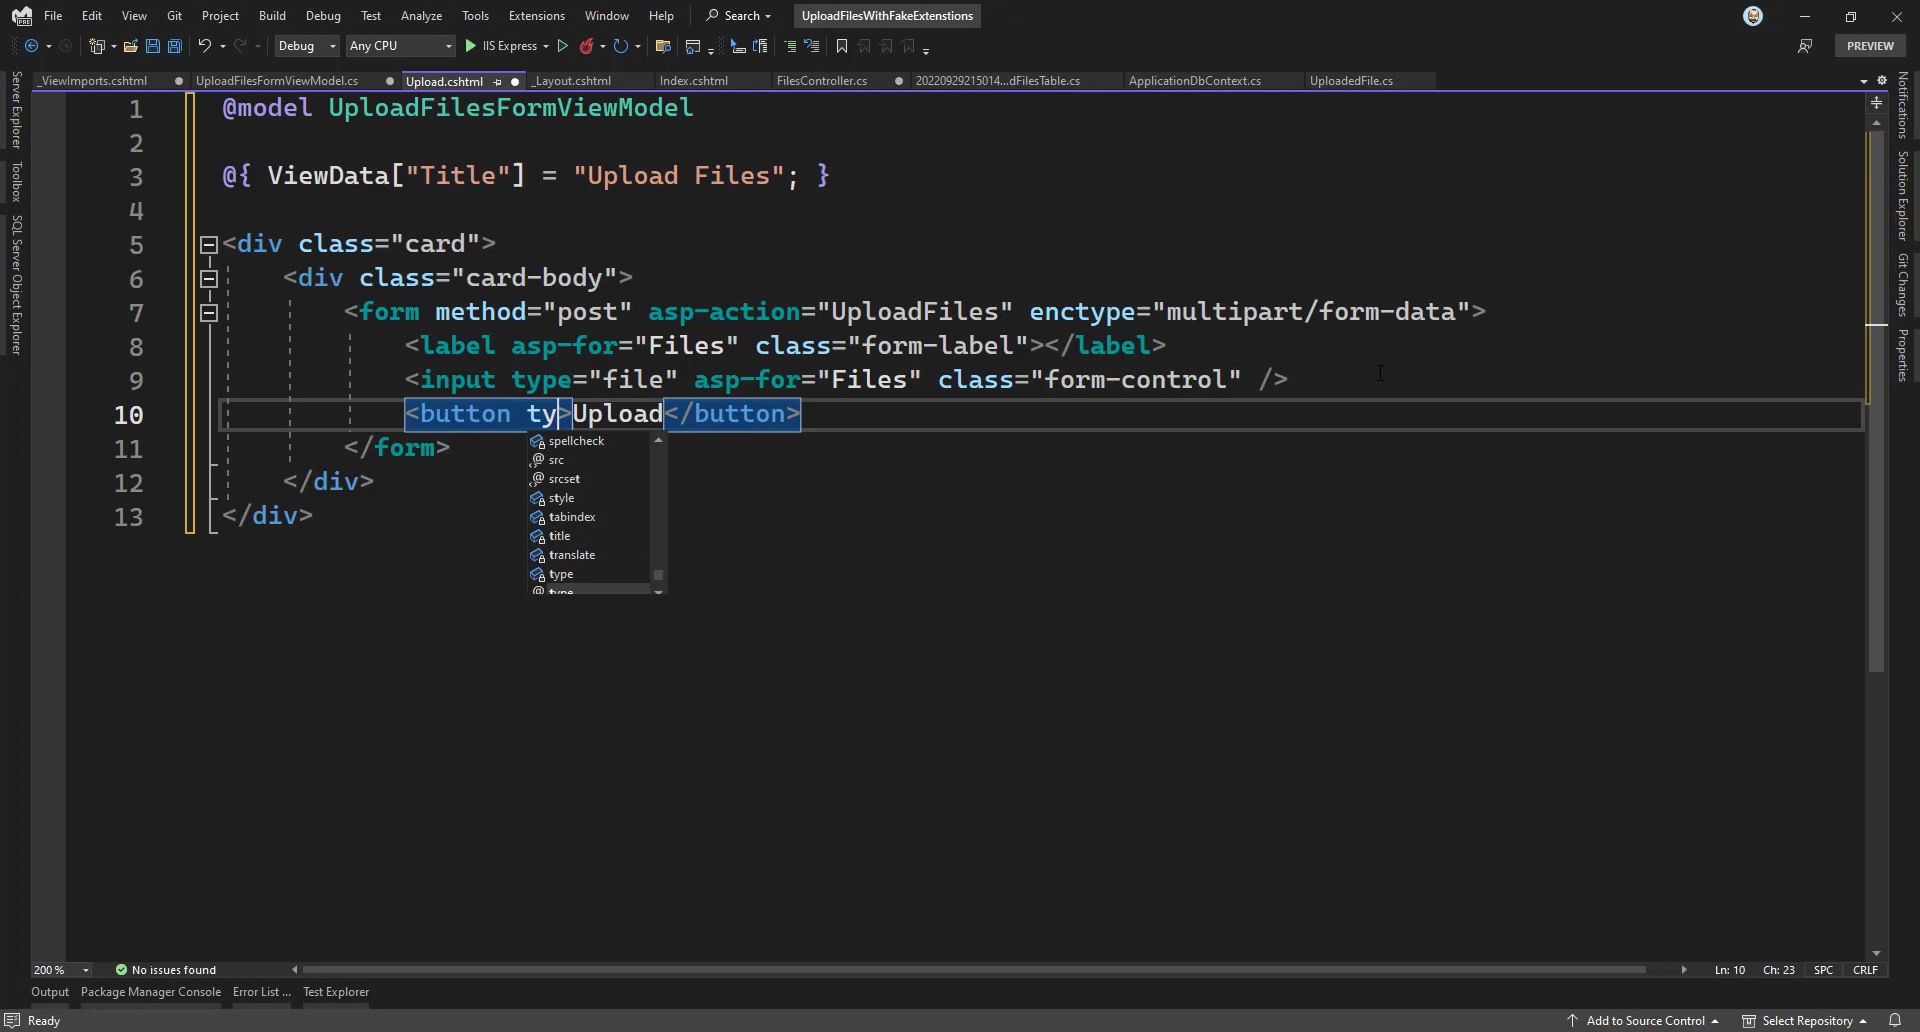 File Edit View Git Project Build Debug Test Analyze Tools Extensions Window Help Search UploadFilesWithFakeExtenstions
Debug Any CPU IIS Express PREVIEW
_ViewImports.cshtml UploadFilesFormViewModel.cs Upload.cshtml _Layout.cshtml Index.cshtml FilesController.cs 20220929215014...dFilesTable.cs ApplicationDbContext.cs UploadedFile.cs
Server Explorer
Toolbox
SQL Server Object Explorer
1 @model UploadFilesFormViewModel
2
3 @{ ViewData["Title"] = "Upload Files"; }
4
5 <div class="card">
6 <div class="card-body">
7 <form method="post" asp-action="UploadFiles" enctype="multipart/form-data">
8 <label asp-for="Files" class="form-label"></label>
9 <input type="file" asp-for="Files" class="form-control" />
10 <button ty>Upload</button>
11 </form>
12 </div>
13 </div>
spellcheck
src
srcset
style
tabindex
title
translate
type
type
Notifications
Solution Explorer
Git Changes
Properties
200 % No issues found Ln: 10 Ch: 23 SPC CRLF
Output Package Manager Console Error List ... Test Explorer
Ready Add to Source Control Select Repository